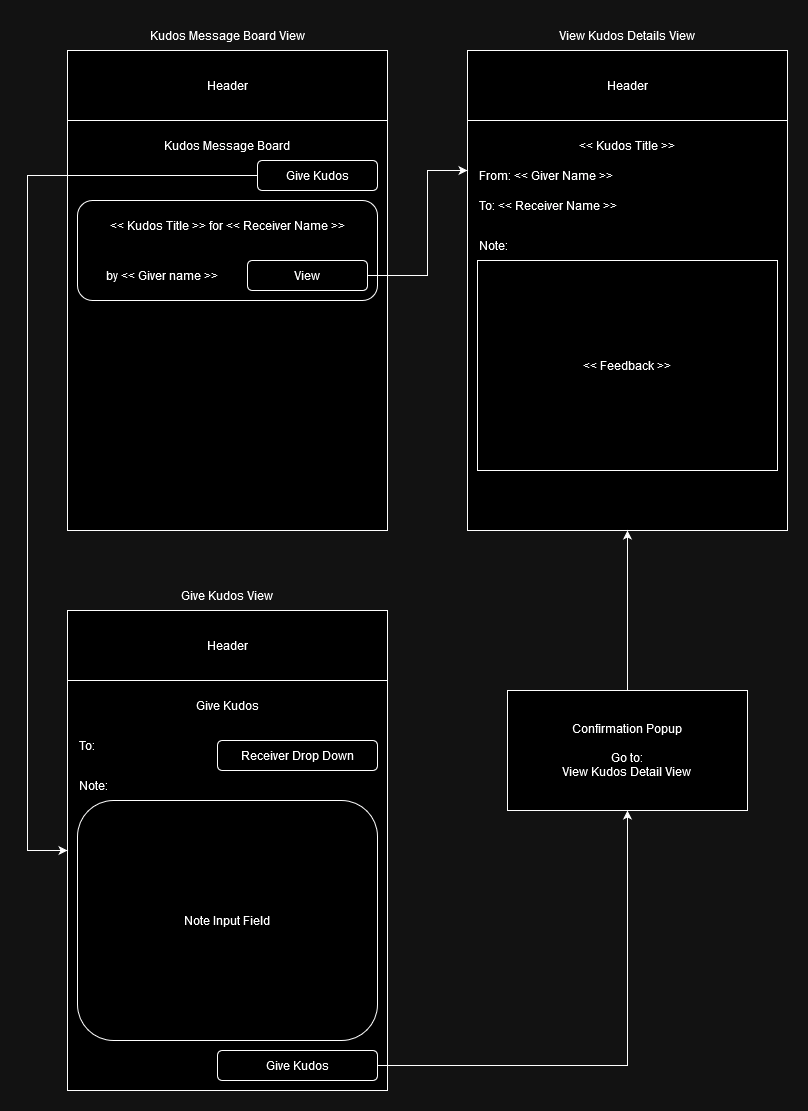 Kudos Message Board View
Header
Kudos Message Board
Give Kudos
<< Kudos Title >> for << Receiver Name >>
by << Giver name >>
View
View Kudos Details View
Header
<< Kudos Title >>
From: << Giver Name >>
To: << Receiver Name >>
Note:
<< Feedback >>
Give Kudos View
Header
Give Kudos
To:
Receiver Drop Down
Note:
Note Input Field
Give Kudos
Confirmation Popup
Go to:
View Kudos Detail View